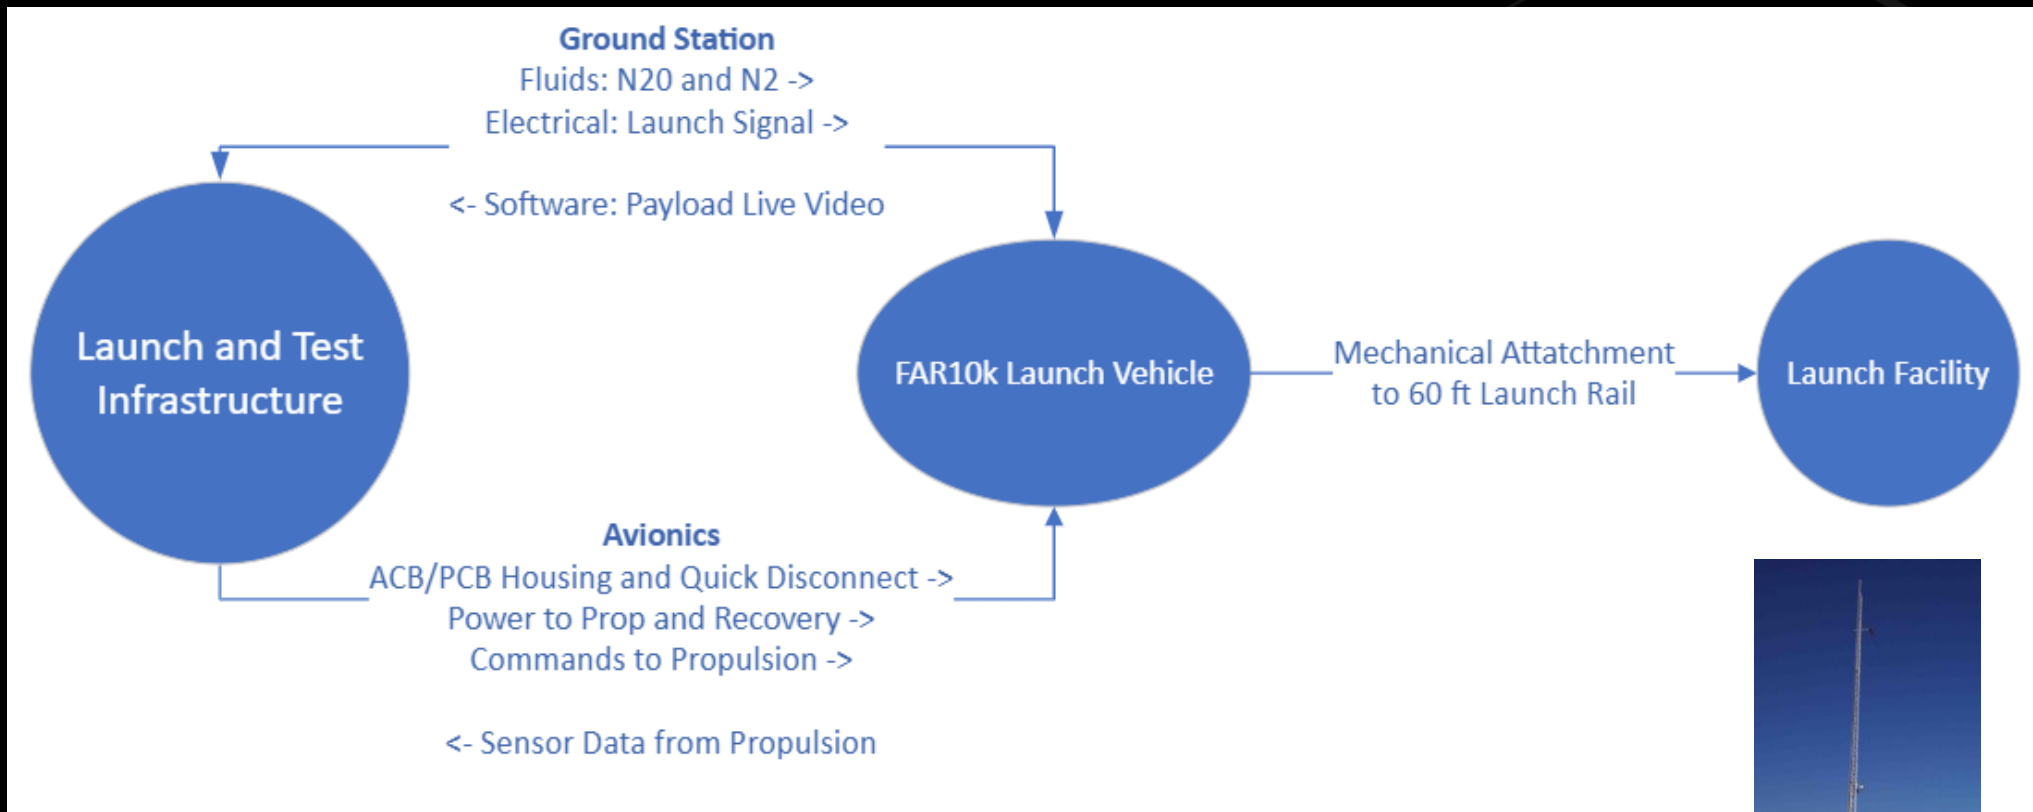 Ground Station
Fluids: N20 and N2 ->
Electrical: Launch Signal ->
<- Software: Payload Live Video
Launch and Test
Infrastructure
FAR10k Launch Vehicle
Mechanical Attatchment
to 60 ft Launch Rail
Launch Facility
Avionics
ACB/PCB Housing and Quick Disconnect ->
Power to Prop and Recovery ->
Commands to Propulsion ->
<- Sensor Data from Propulsion